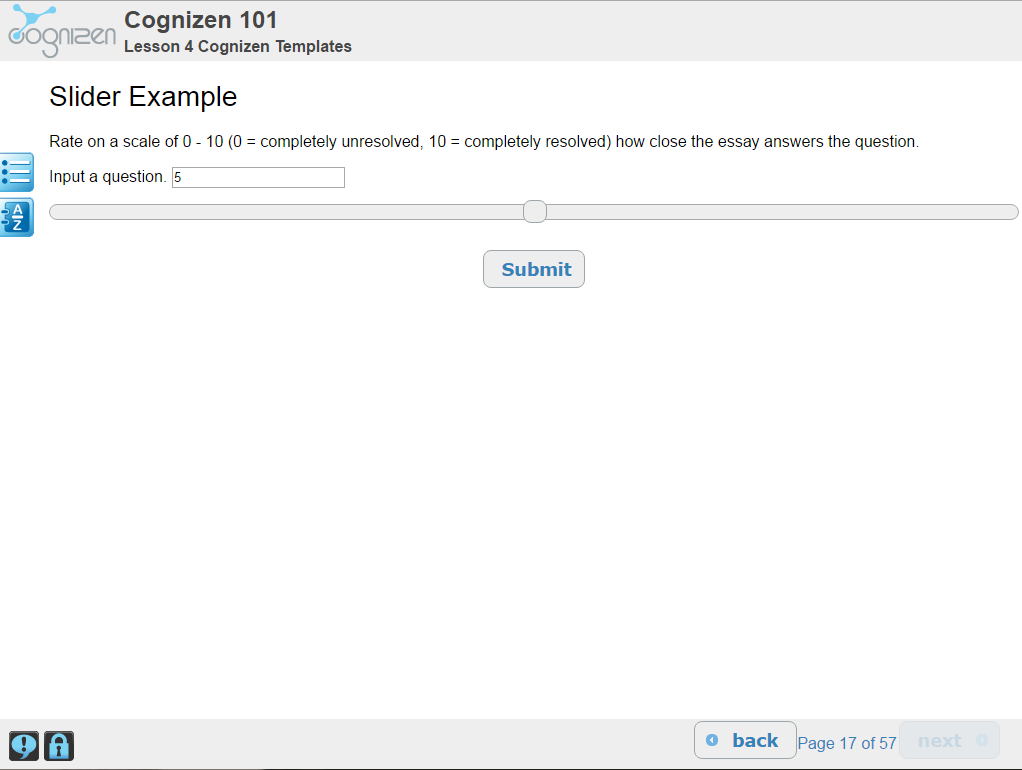 cognizen
Cognizen 101
Lesson 4 Cognizen Templates
Slider Example
Rate on a scale of 0 - 10 (0 = completely unresolved, 10 = completely resolved) how close the essay answers the question.
Input a question. 5
A
Z
Submit
back Page 17 of 57 next